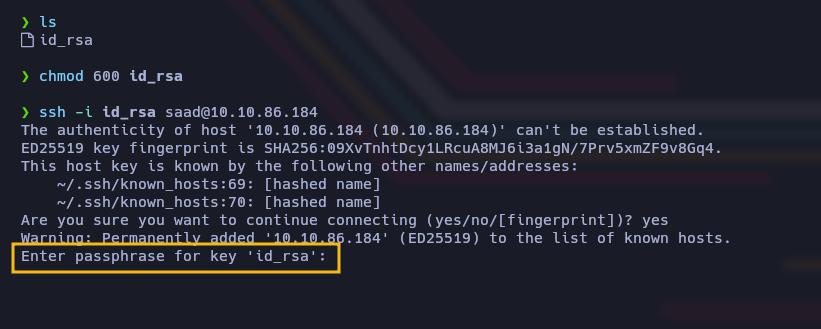 ❯ ls
id_rsa
❯ chmod 600 id_rsa
❯ ssh -i id_rsa saad@10.10.86.184
The authenticity of host '10.10.86.184 (10.10.86.184)' can't be established.
ED25519 key fingerprint is SHA256:09XvTnhtDcy1LRcuA8MJ6i3a1gN/7Prv5xmZF9v8Gq4.
This host key is known by the following other names/addresses:
    ~/.ssh/known_hosts:69: [hashed name]
    ~/.ssh/known_hosts:70: [hashed name]
Are you sure you want to continue connecting (yes/no/[fingerprint])? yes
Warning: Permanently added '10.10.86.184' (ED25519) to the list of known hosts.
Enter passphrase for key 'id_rsa':